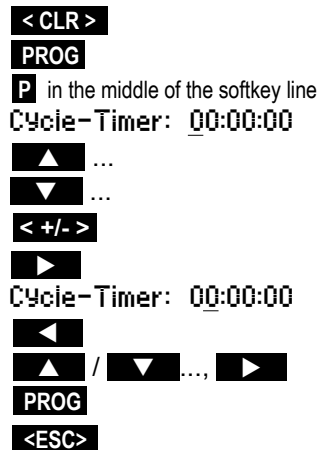 < CLR >
PROG
P in the middle of the softkey line
Cycle-Timer: 00:00:00
▲ ...
▼ ...
< +/- >
▶
Cycle-Timer: 00:00:00
◀
▲ / ▼ ..., ▶
PROG
<ESC>